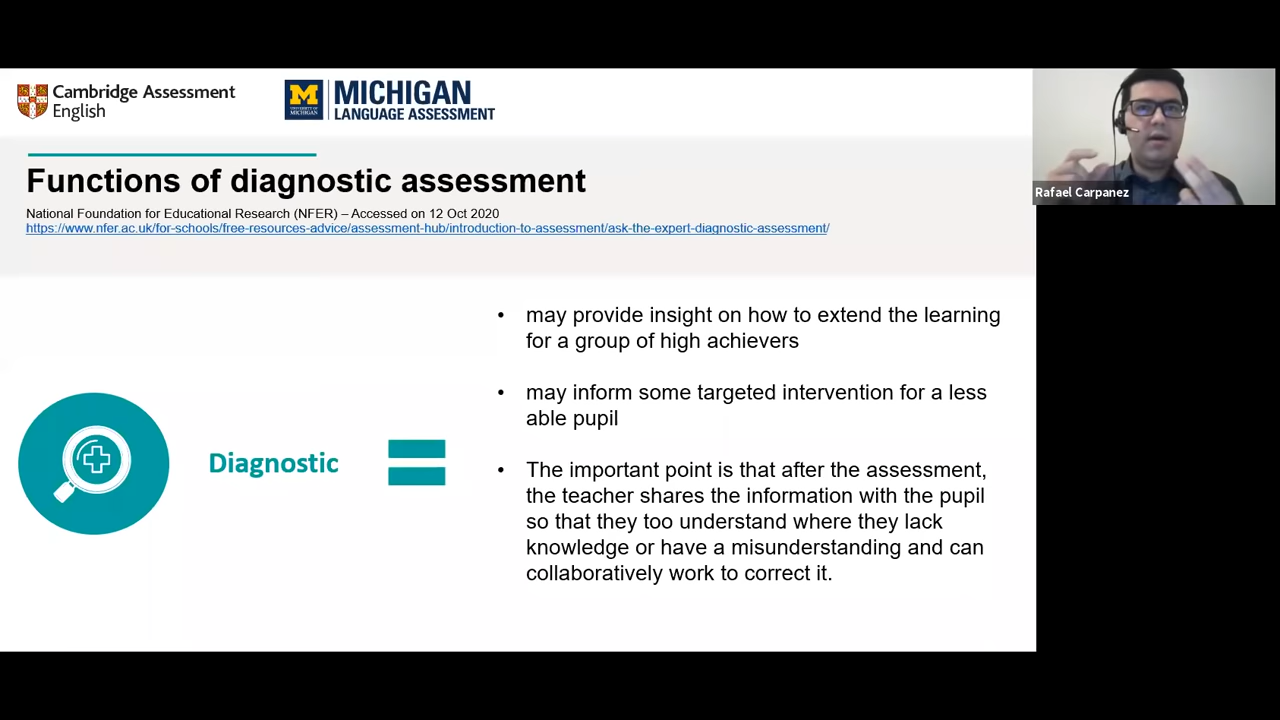 Cambridge Assessment
English
M
UNIVERSITY OF
MICHIGAN
MICHIGAN
LANGUAGE ASSESSMENT
Rafael Carpanez
Functions of diagnostic assessment
National Foundation for Educational Research (NFER) – Accessed on 12 Oct 2020
https://www.nfer.ac.uk/for-schools/free-resources-advice/assessment-hub/introduction-to-assessment/ask-the-expert-diagnostic-assessment/
Diagnostic
• may provide insight on how to extend the learning
for a group of high achievers
• may inform some targeted intervention for a less
able pupil
• The important point is that after the assessment,
the teacher shares the information with the pupil
so that they too understand where they lack
knowledge or have a misunderstanding and can
collaboratively work to correct it.